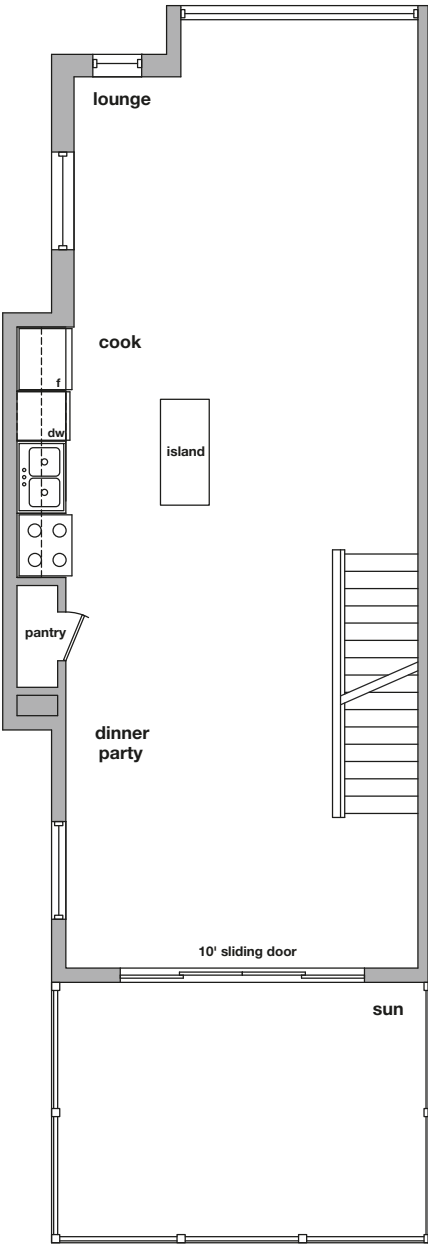 lounge
cook
f
dw
island
pantry
dinner
party
10' sliding door
sun